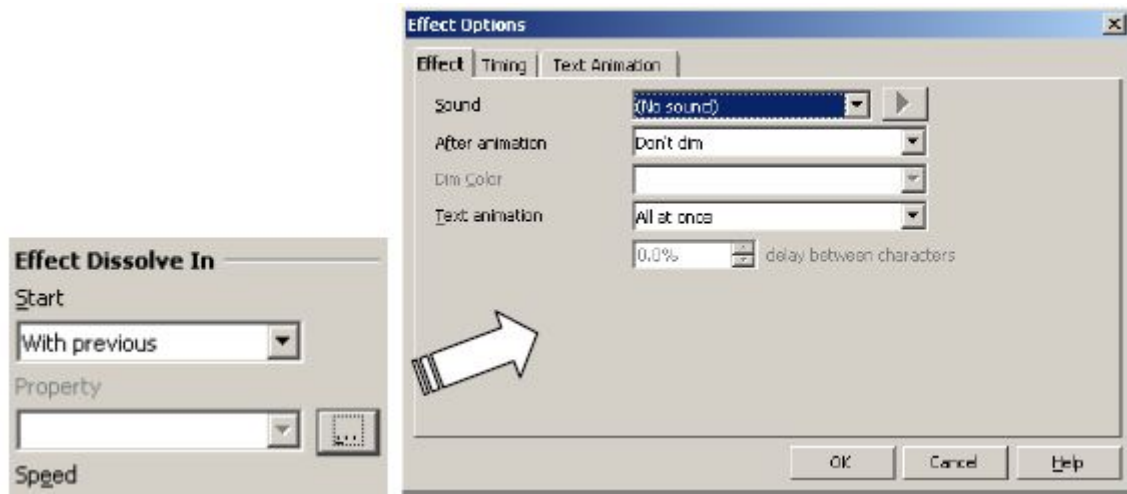 Effect Options
Effect Timing Text Animation
Sound (No sound)
After animation Don't dim
Dim Color
Text animation All at once
0.0% delay between characters
OK Cancel Help
Effect Dissolve In
Start
With previous
Property
...
Speed